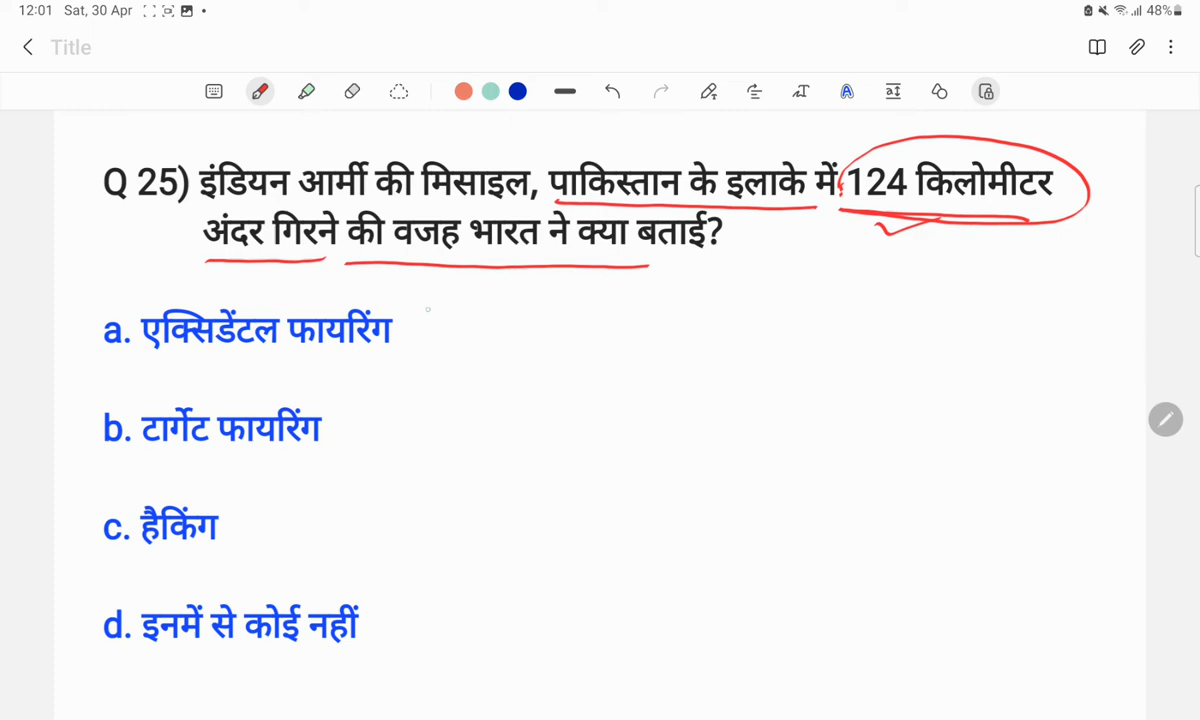 12:01 Sat, 30 Apr 48%
Title
Q 25) इंडियन आर्मी की मिसाइल, पाकिस्तान के इलाके में 124 किलोमीटर
अंदर गिरने की वजह भारत ने क्या बताई?
a. एक्सिडेंटल फायरिंग
b. टार्गेट फायरिंग
c. हैकिंग
d. इनमें से कोई नहीं